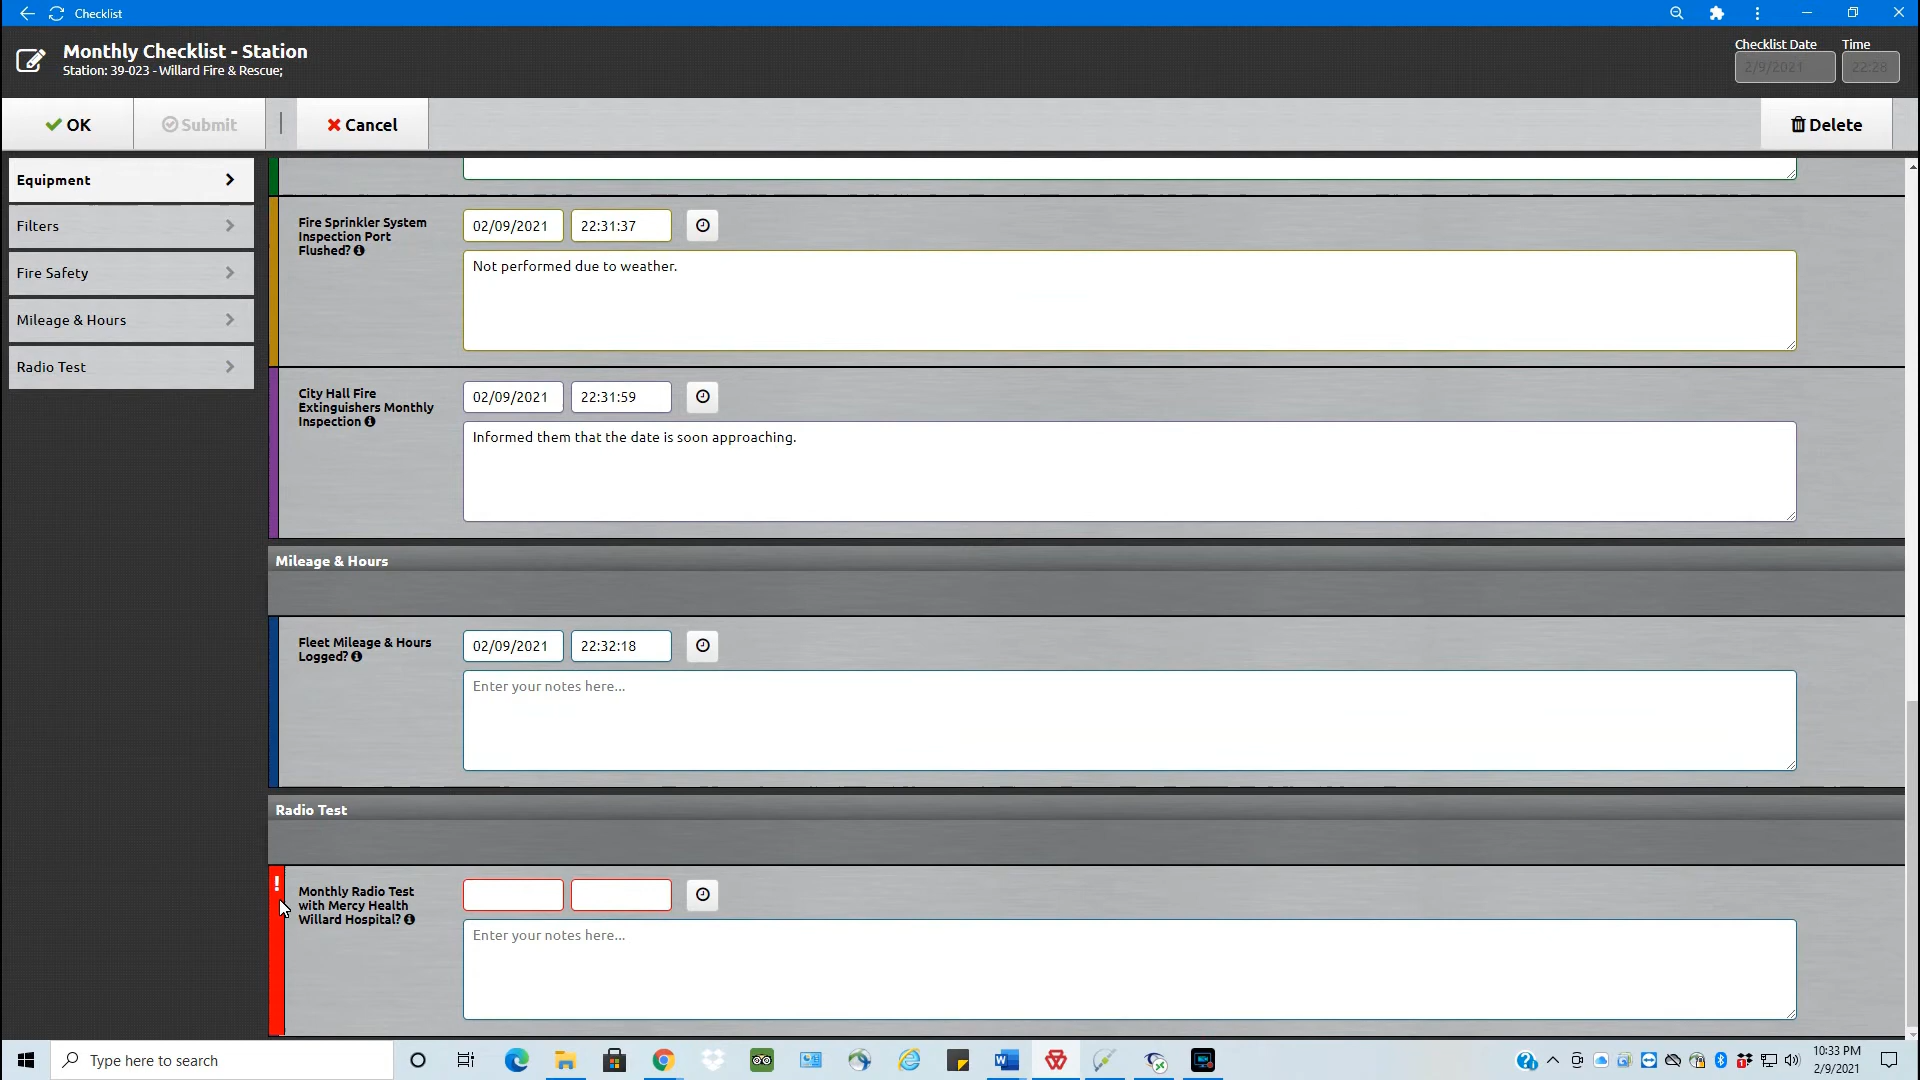 Checklist
Monthly Checklist - Station
Station: 39-023 - Willard Fire & Rescue;
Checklist Date
Time
2/9/2021
22:28
OK
Submit
Cancel
Delete
Equipment
Filters
Fire Safety
Mileage & Hours
Radio Test
Fire Sprinkler System
Inspection Port
Flushed?
02/09/2021
22:31:37
Not performed due to weather.
City Hall Fire
Extinguishers Monthly
Inspection
02/09/2021
22:31:59
Informed them that the date is soon approaching.
Mileage & Hours
Fleet Mileage & Hours
Logged?
02/09/2021
22:32:18
Enter your notes here...
Radio Test
!
Monthly Radio Test
with Mercy Health
Willard Hospital?
Enter your notes here...
Type here to search
10:33 PM
2/9/2021